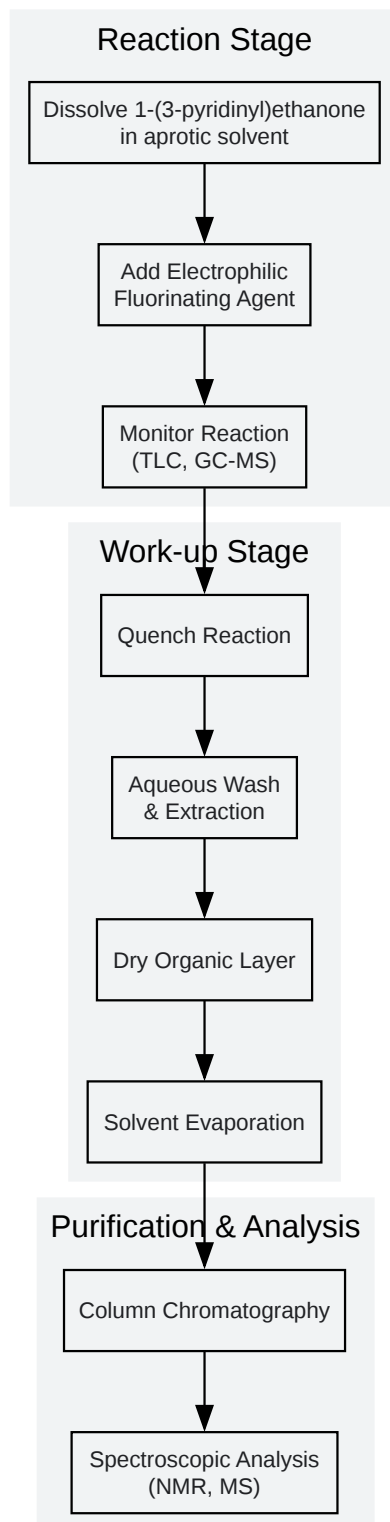 Reaction Stage
Dissolve 1-(3-pyridinyl)ethanone
in aprotic solvent
Add Electrophilic
Fluorinating Agent
Monitor Reaction
(TLC, GC-MS)
Work-up Stage
Quench Reaction
Aqueous Wash
& Extraction
Dry Organic Layer
Solvent Evaporation
Purification & Analysis
Column Chromatography
Spectroscopic Analysis
(NMR, MS)